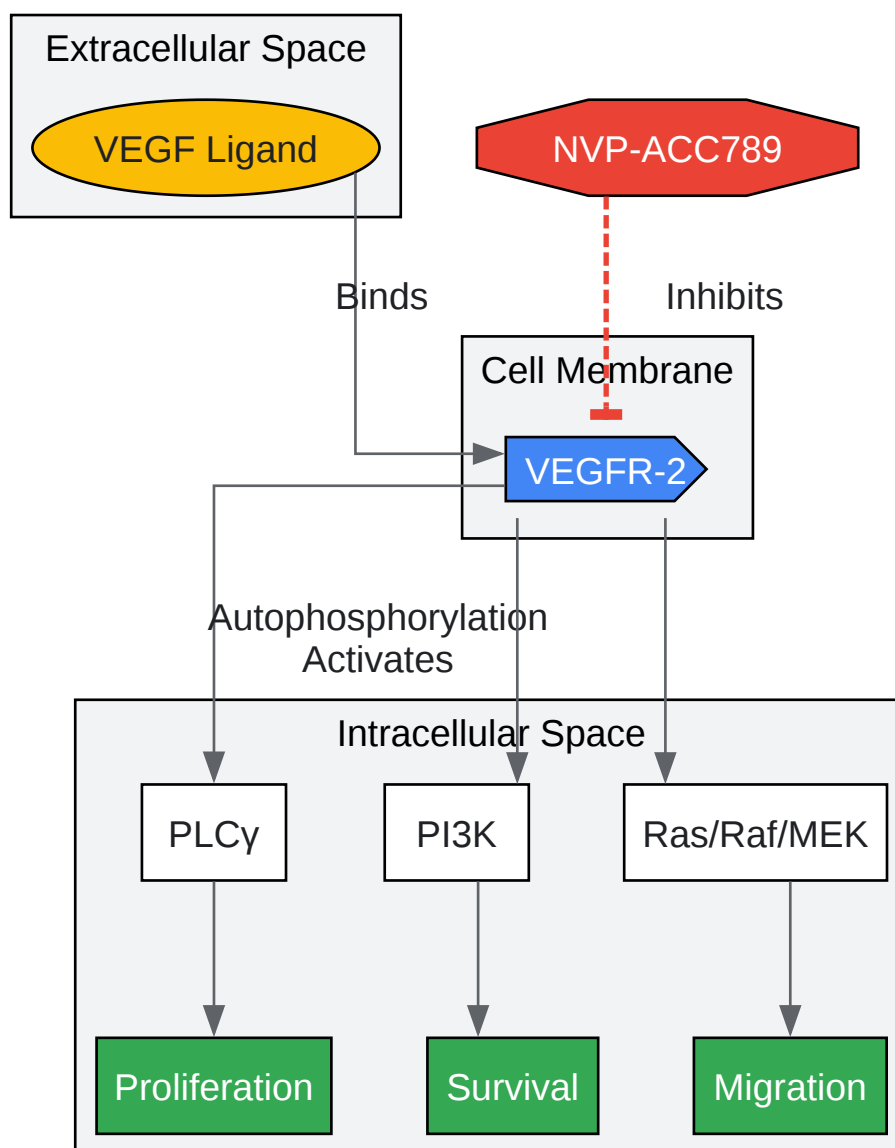 Extracellular Space
VEGF Ligand
NVP-ACC789
Binds
Inhibits
Cell Membrane
VEGFR-2
Autophosphorylation
Activates
Intracellular Space
PLCγ
PI3K
Ras/Raf/MEK
Proliferation
Survival
Migration